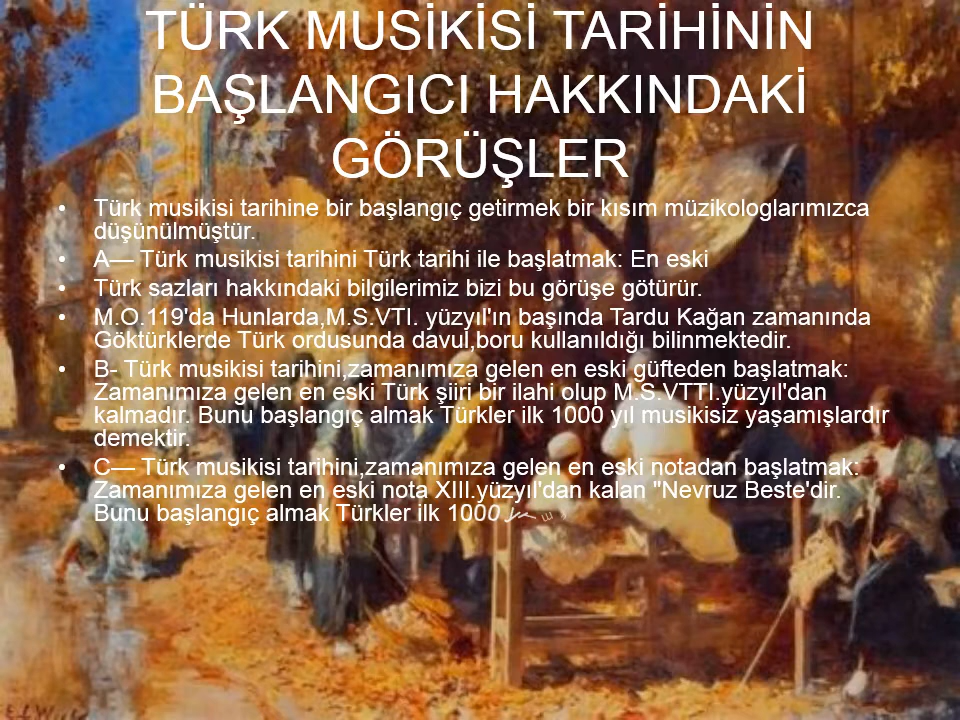 TÜRK MUSİKİSİ TARİHİNİN
BAŞLANGICI HAKKINDAKİ
GÖRÜŞLER
• Türk musikisi tarihine bir başlangıç getirmek bir kısım müzikologlarımızca
düşünülmüştür.
• A— Türk musikisi tarihini Türk tarihi ile başlatmak: En eski
• Türk sazları hakkındaki bilgilerimiz bizi bu görüşe götürür.
• M.O.119'da Hunlarda,M.S.VTI. yüzyıl'ın başında Tardu Kağan zamanında
Göktürklerde Türk ordusunda davul,boru kullanıldığı bilinmektedir.
• B- Türk musikisi tarihini,zamanımıza gelen en eski güfteden başlatmak:
Zamanımıza gelen en eski Türk şiiri bir ilahi olup M.S.VTTI.yüzyıl'dan
kalmadır. Bunu başlangıç almak Türkler ilk 1000 yıl musikisiz yaşamışlardır
demektir.
• C— Türk musikisi tarihini,zamanımıza gelen en eski notadan başlatmak:
Zamanımıza gelen en eski nota XIII.yüzyıl'dan kalan "Nevruz Beste'dir.
Bunu başlangıç almak Türkler ilk 1000